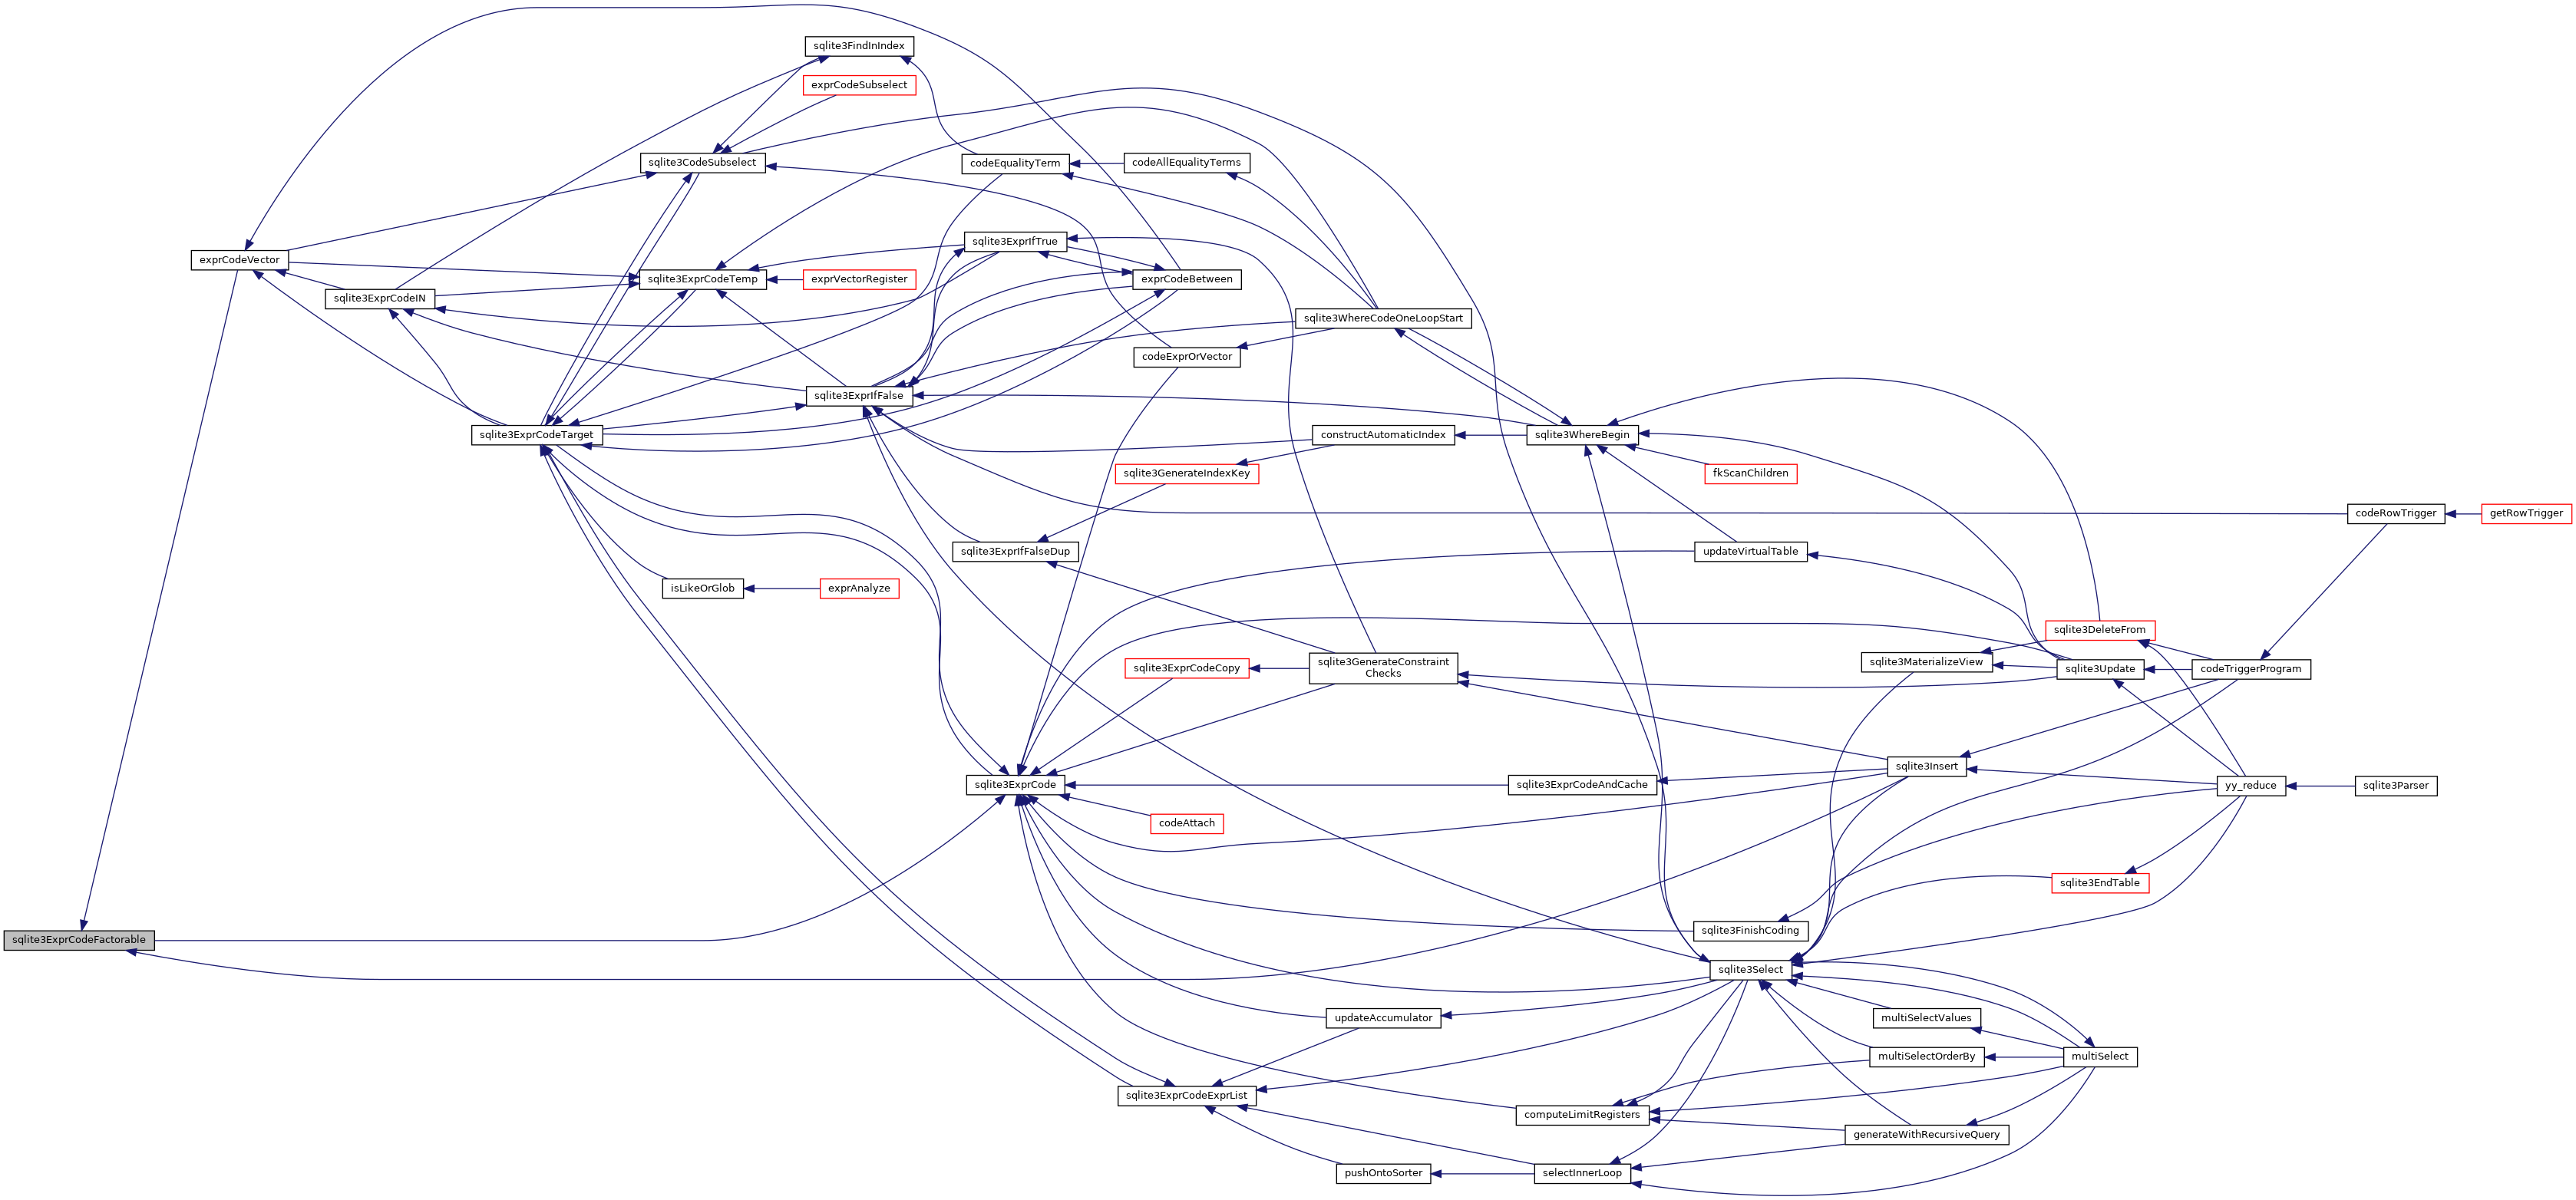 sqlite3FindInIndex
exprCodeSubselect
sqlite3CodeSubselect
codeEqualityTerm
codeAllEqualityTerms
sqlite3ExprIfTrue
exprCodeVector
sqlite3ExprCodeTemp
exprVectorRegister
exprCodeBetween
sqlite3ExprCodeIN
sqlite3WhereCodeOneLoopStart
codeExprOrVector
sqlite3ExprIfFalse
sqlite3ExprCodeTarget
constructAutomaticIndex
sqlite3WhereBegin
sqlite3GenerateIndexKey
fkScanChildren
codeRowTrigger
getRowTrigger
sqlite3ExprIfFalseDup
updateVirtualTable
isLikeOrGlob
exprAnalyze
sqlite3DeleteFrom
sqlite3ExprCodeCopy
sqlite3GenerateConstraint
Checks
sqlite3MaterializeView
sqlite3Update
codeTriggerProgram
sqlite3Insert
sqlite3ExprCode
sqlite3ExprCodeAndCache
yy_reduce
sqlite3Parser
codeAttach
sqlite3EndTable
sqlite3FinishCoding
sqlite3ExprCodeFactorable
sqlite3Select
updateAccumulator
multiSelectValues
multiSelectOrderBy
multiSelect
sqlite3ExprCodeExprList
computeLimitRegisters
generateWithRecursiveQuery
pushOntoSorter
selectInnerLoop